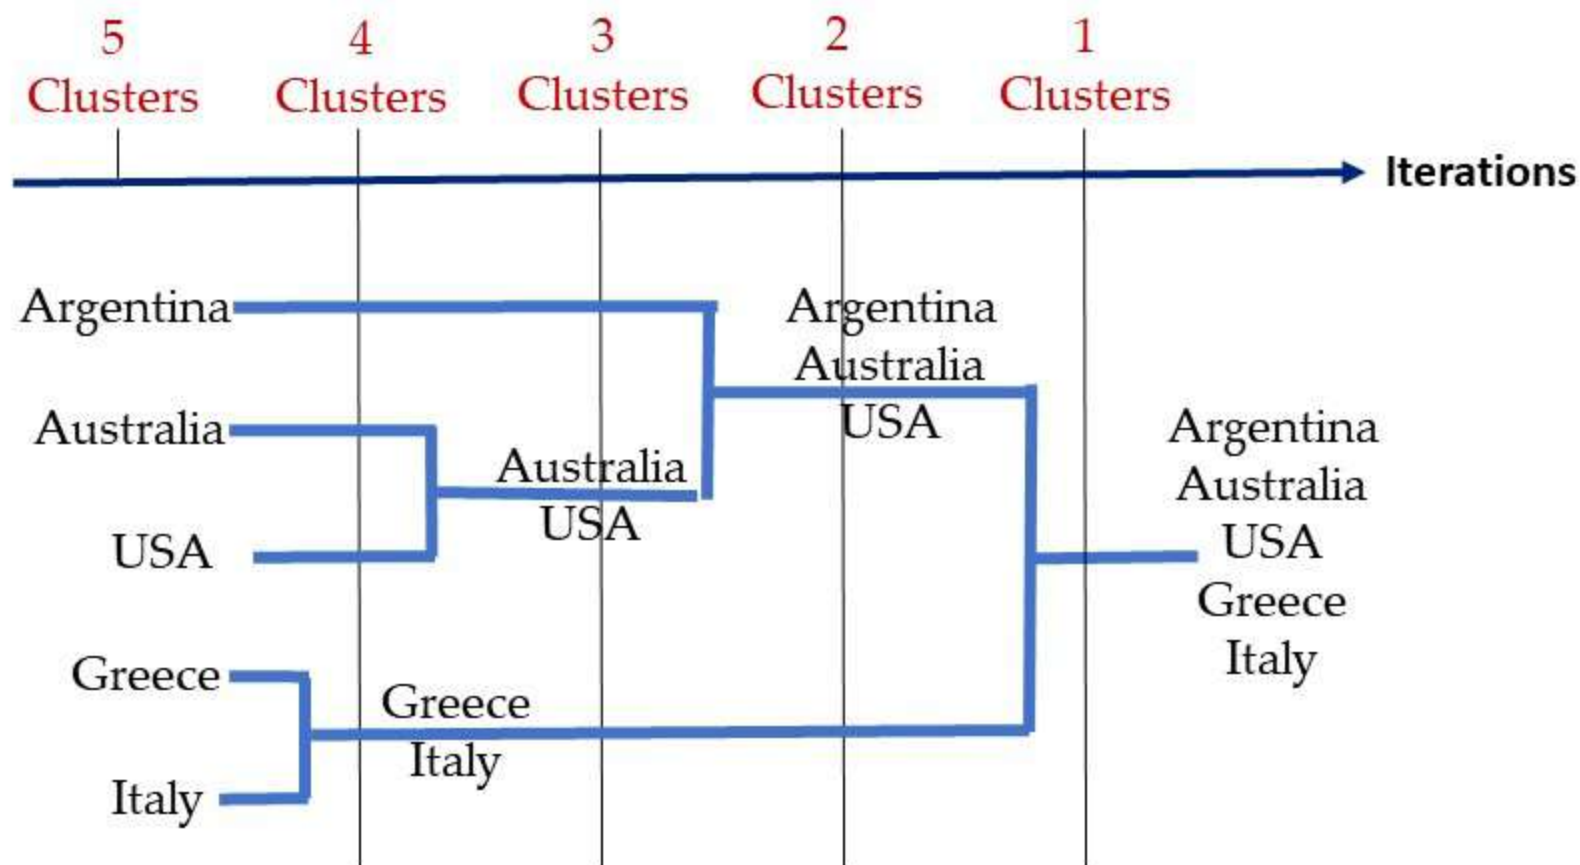 5
Clusters
4
Clusters
3
Clusters
2
Clusters
1
Clusters
Iterations
Argentina
Australia
USA
Greece
Italy
Greece
Italy
Australia
USA
Argentina
Australia
USA
Argentina
Australia
USA
Greece
Italy